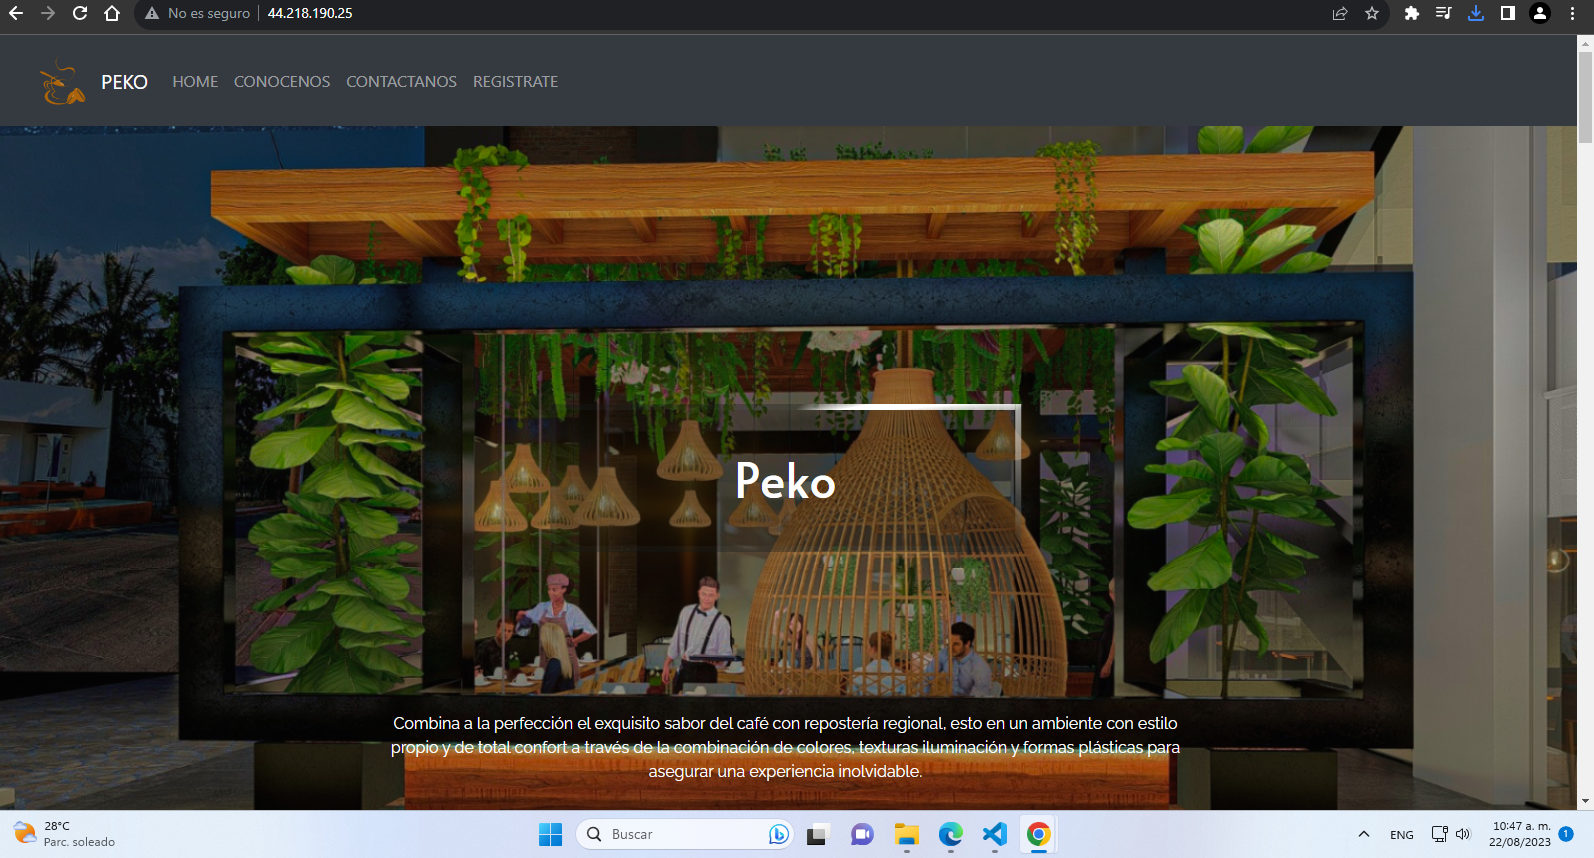 No es seguro
44.218.190.25
PEKO
HOME
CONOCENOS
CONTACTANOS
REGISTRATE
Peko
Combina a la perfección el exquisito sabor del café con repostería regional, esto en un ambiente con estilo
propio y de total confort a través de la combinación de colores, texturas iluminación y formas plásticas para
asegurar una experiencia inolvidable.
28°C
Parc. soleado
Buscar
ENG
10:47 a. m.
22/08/2023
1